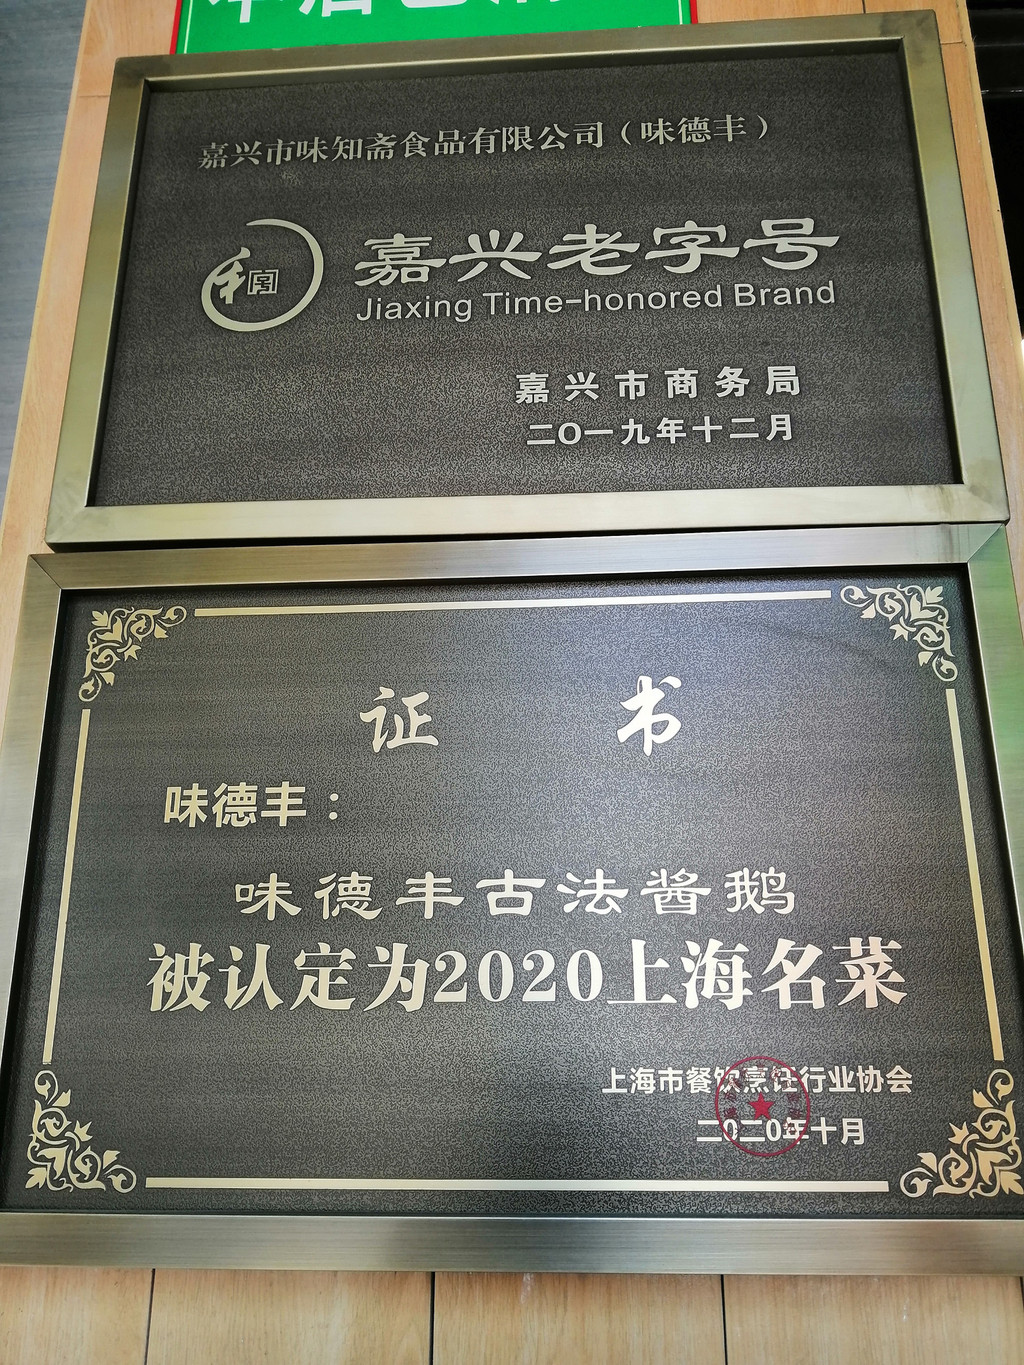 嘉兴市味知斋食品有限公司（味德丰）
嘉兴老字号
Jiaxing Time-honored Brand
嘉兴市商务局
二〇一九年十二月
证 书
味德丰：
味德丰古法酱鹅
被认定为2020上海名菜
上海市餐饮烹饪行业协会
二〇二〇年十月